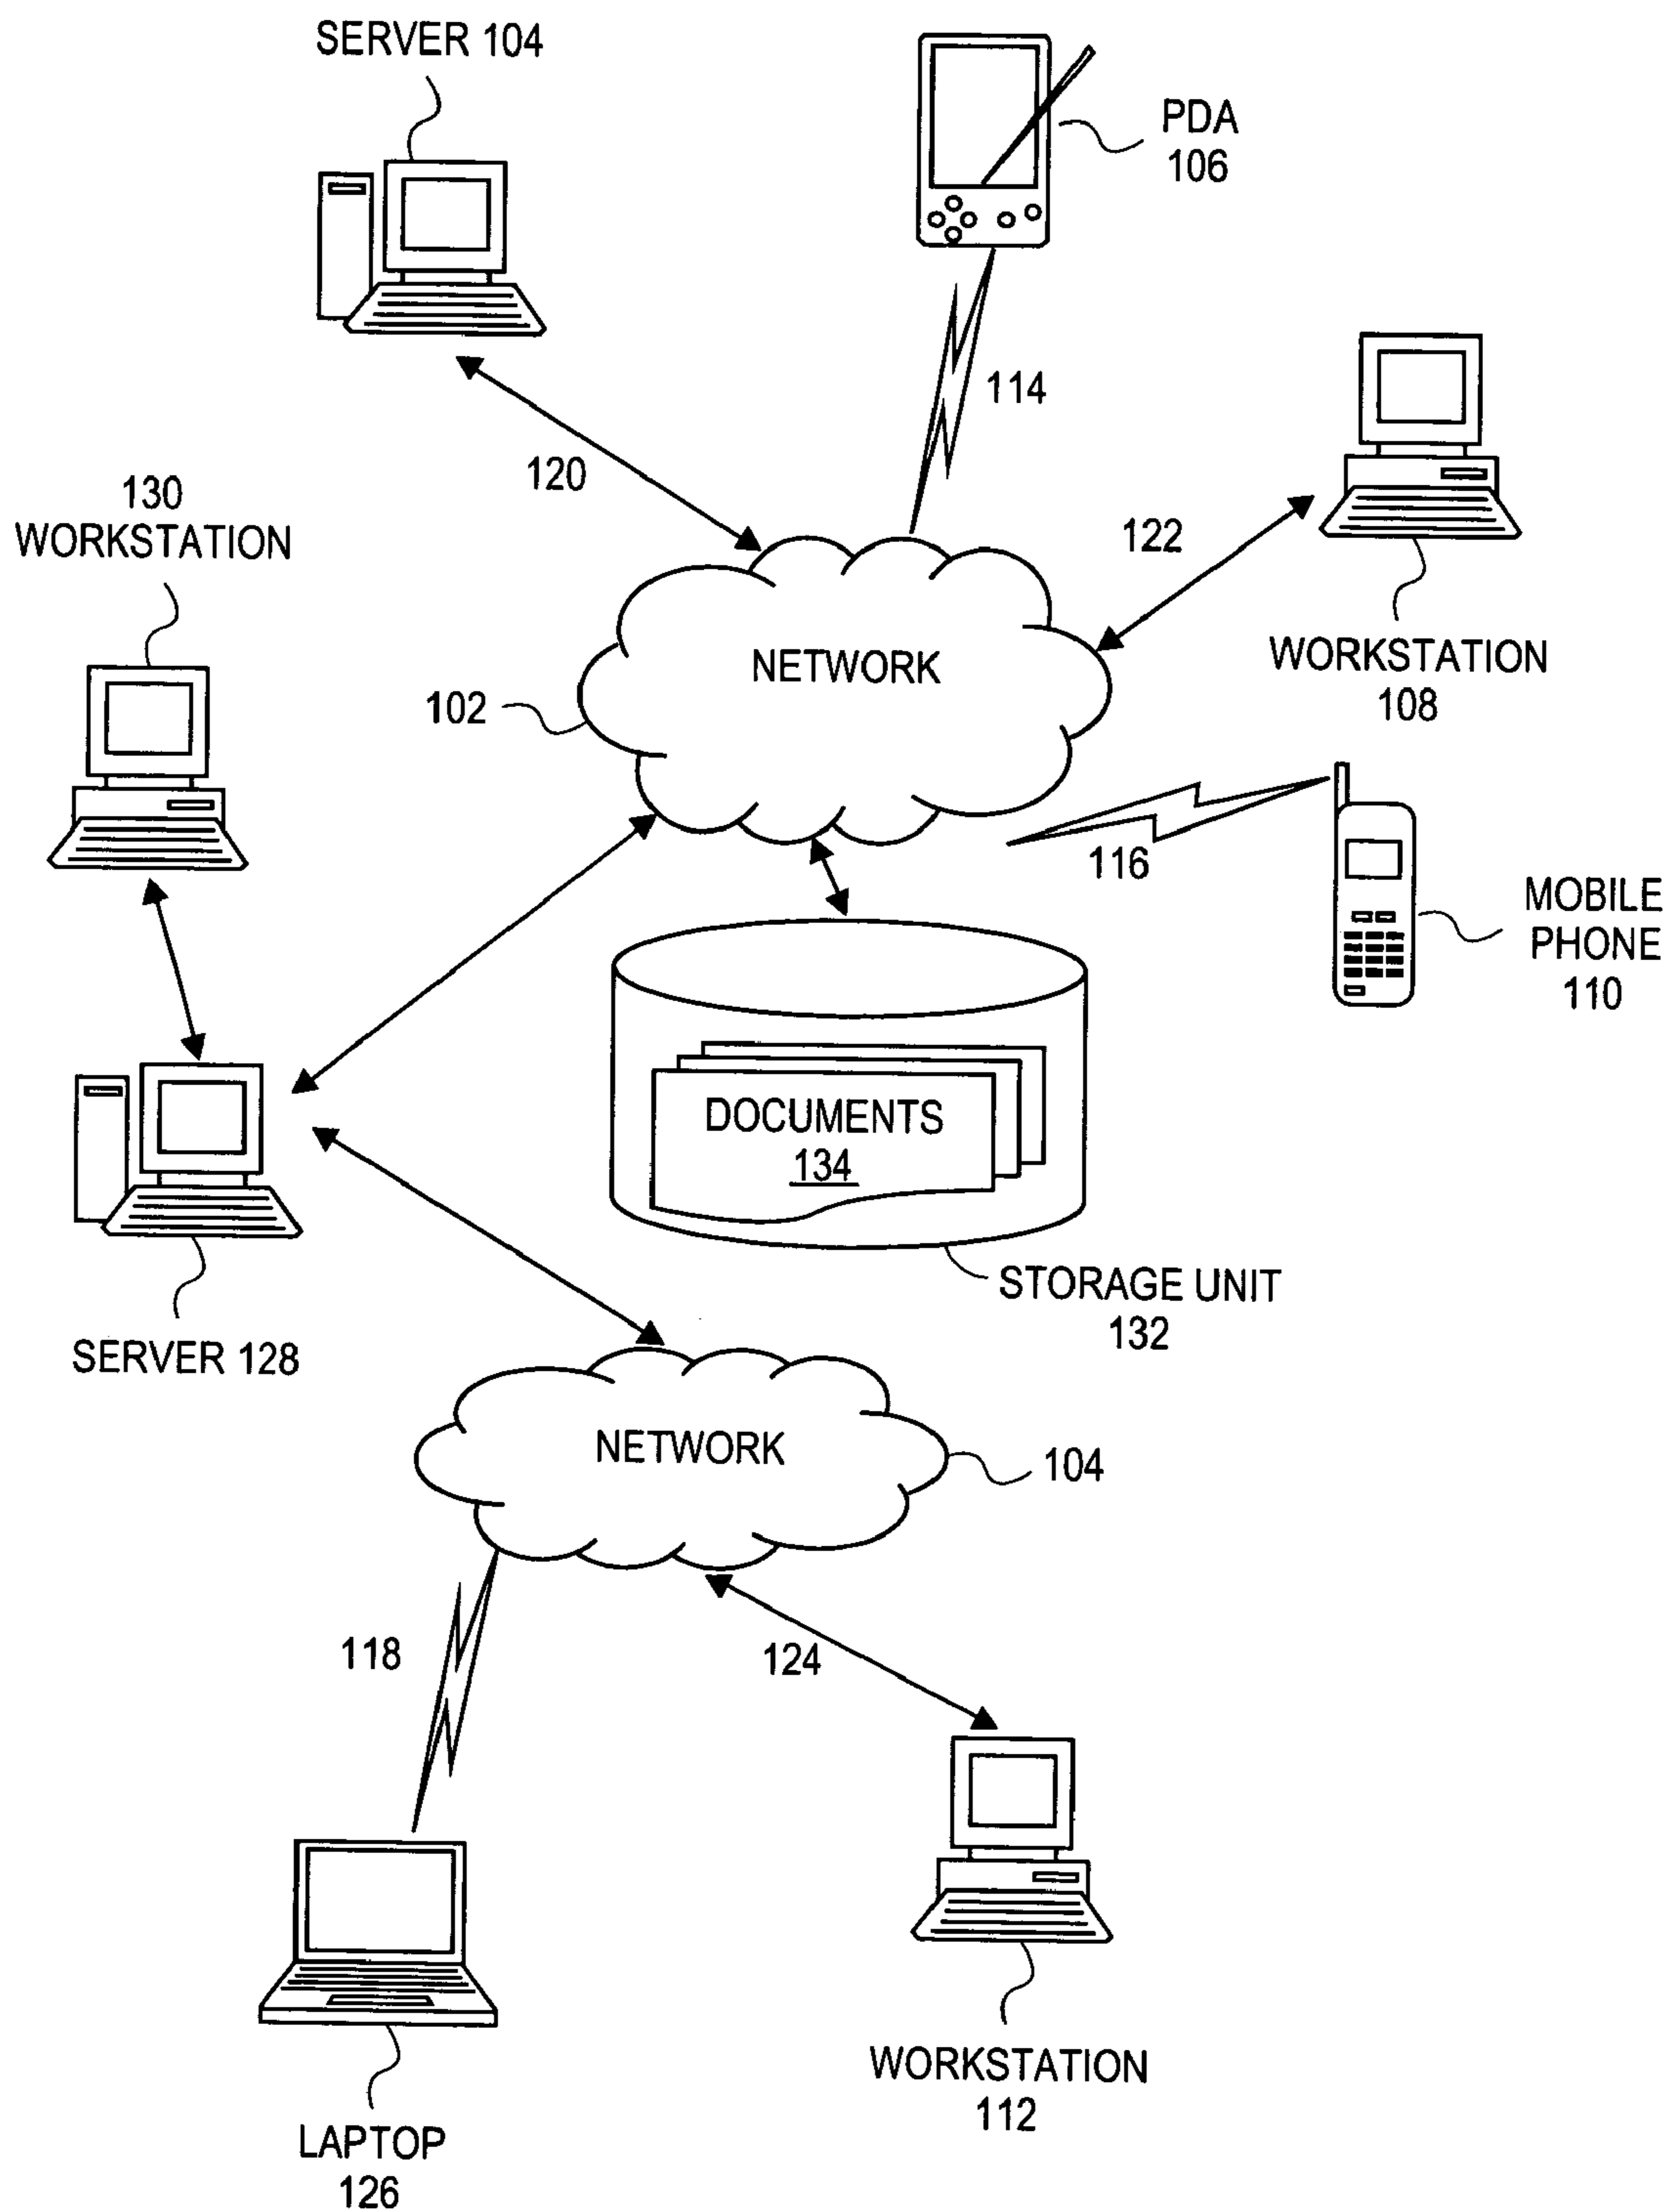 SERVER 104
PDA
106
114
120
130
WORKSTATION
122
NETWORK
WORKSTATION
108
102
116
MOBILE
PHONE
110
DOCUMENTS
134
STORAGE UNIT
132
SERVER 128
NETWORK
104
118
124
WORKSTATION
112
LAPTOP
126